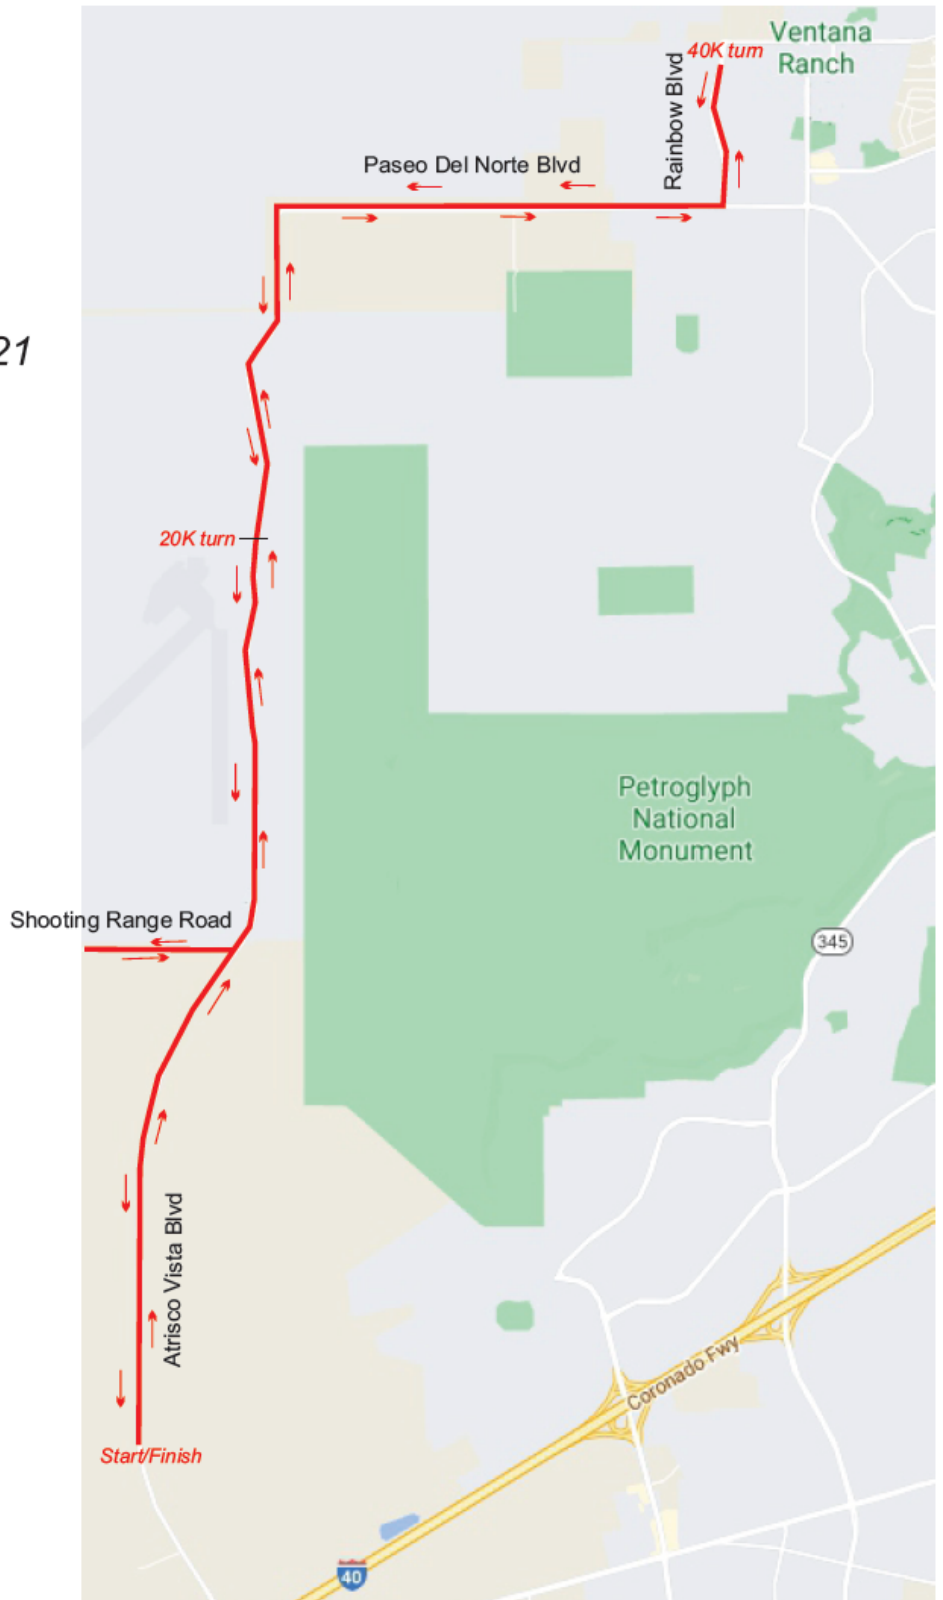 Ventana
Ranch
40K turn
Rainbow Blvd
Paseo Del Norte Blvd
21
20K turn
Petroglyph
National
Monument
Shooting Range Road
345
Atrisco Vista Blvd
Coronado Fwy
Start/Finish
40